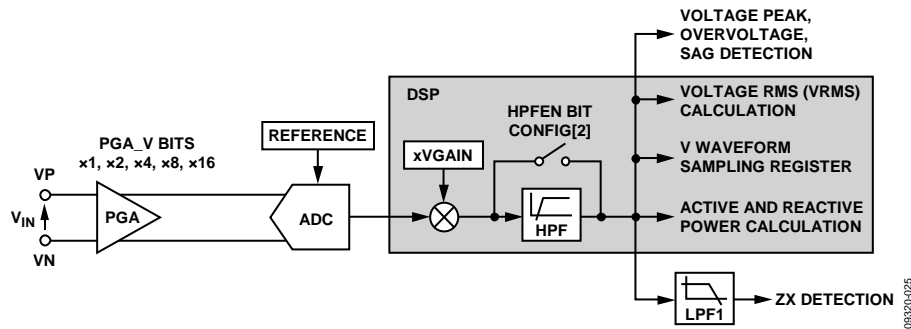 VOLTAGE PEAK,
OVERVOLTAGE,
SAG DETECTION
DSP
VOLTAGE RMS (VRMS)
CALCULATION
HPFEN BIT
CONFIG[2]
PGA_V BITS
×1, ×2, ×4, ×8, ×16
REFERENCE
xVGAIN
V WAVEFORM
SAMPLING REGISTER
VP
VIN
PGA
ADC
HPF
ACTIVE AND REACTIVE
POWER CALCULATION
VN
LPF1
ZX DETECTION
09320-025